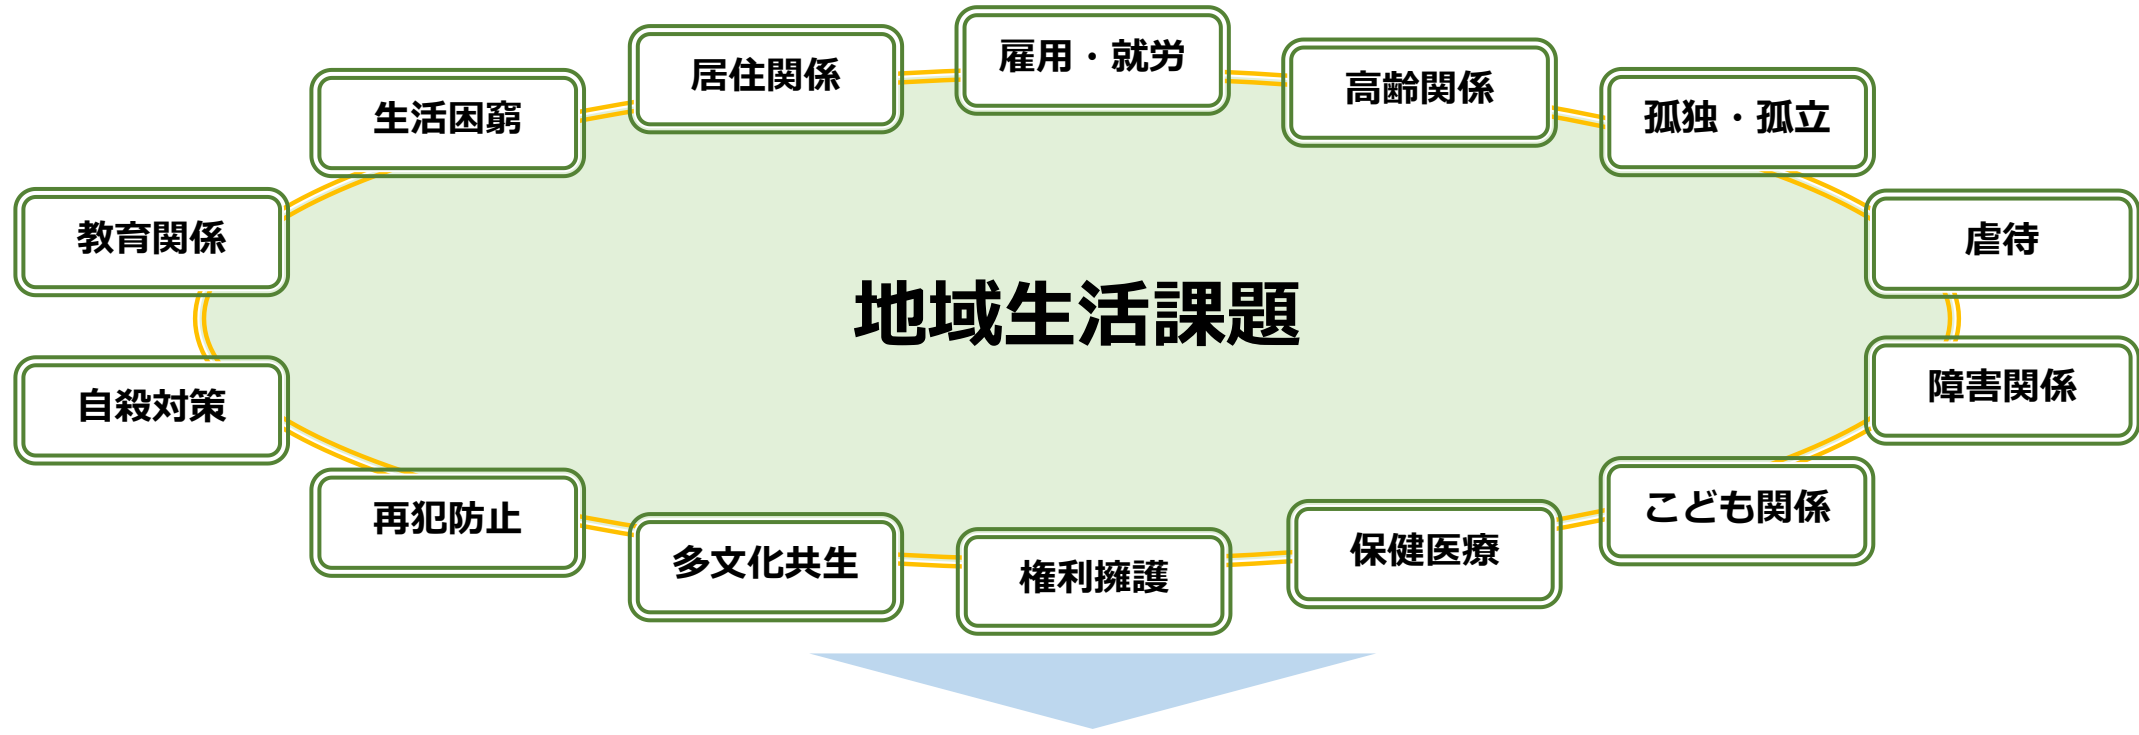 雇用・就労
居住関係
高齢関係
生活困窮
孤独・孤立
教育関係
虐待
地域生活課題
障害関係
自殺対策
こども関係
再犯防止
保健医療
多文化共生
権利擁護